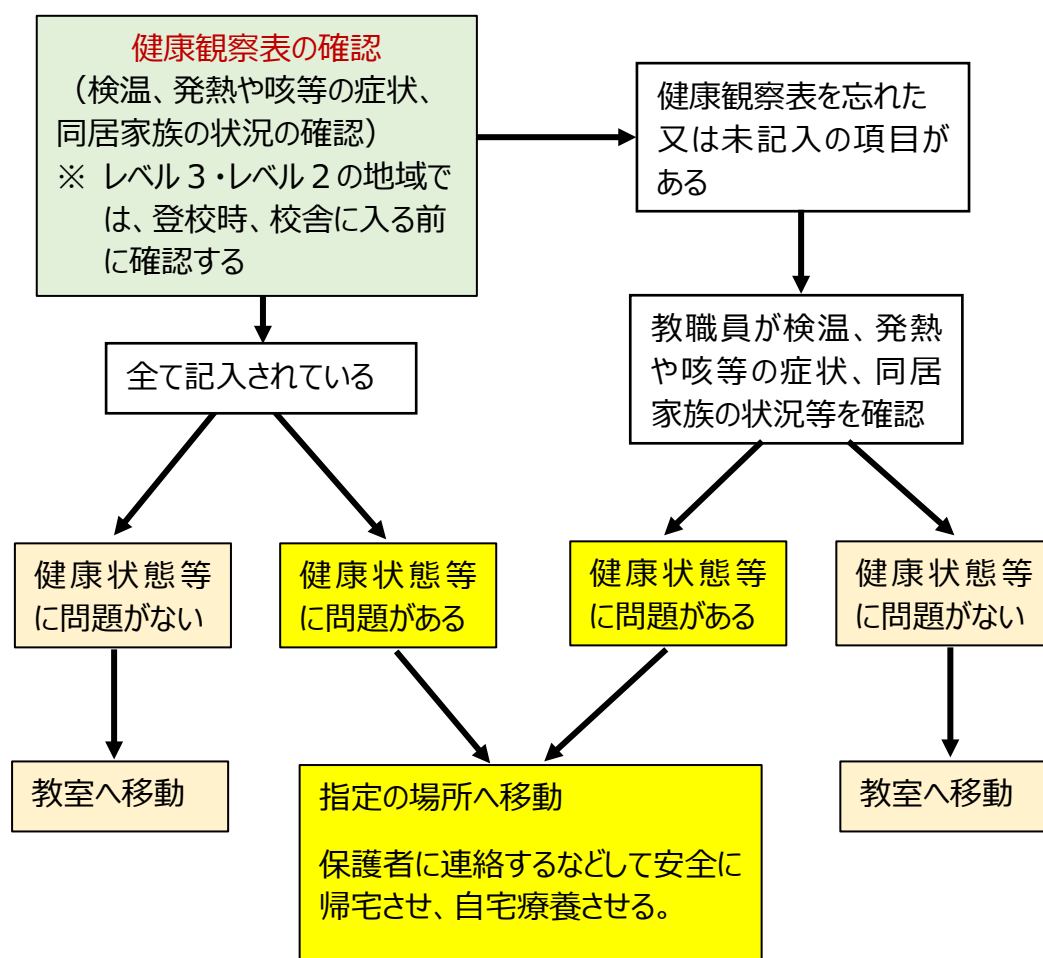 健康観察表の確認
（検温、発熱や咳等の症状、
同居家族の状況の確認）
※ レベル３・レベル２の地域で
は、登校時、校舎に入る前
に確認する
健康観察表を忘れた
又は未記入の項目が
ある
全て記入されている
教職員が検温、発熱
や咳等の症状、同居
家族の状況等を確認
健康状態等
に問題がない
健康状態等
に問題がある
健康状態等
に問題がある
健康状態等
に問題がない
教室へ移動
指定の場所へ移動
保護者に連絡するなどして安全に
帰宅させ、自宅療養させる。
教室へ移動